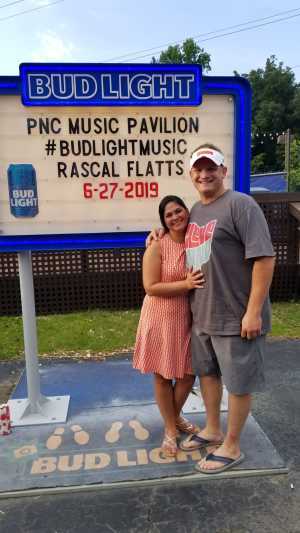 BUD LIGHT
PNC MUSIC PAVILION
#BUDLIGHTMUSIC
RASCAL FLATTS
6-27-2019
BUD
LIGHT
BUD LIGHT